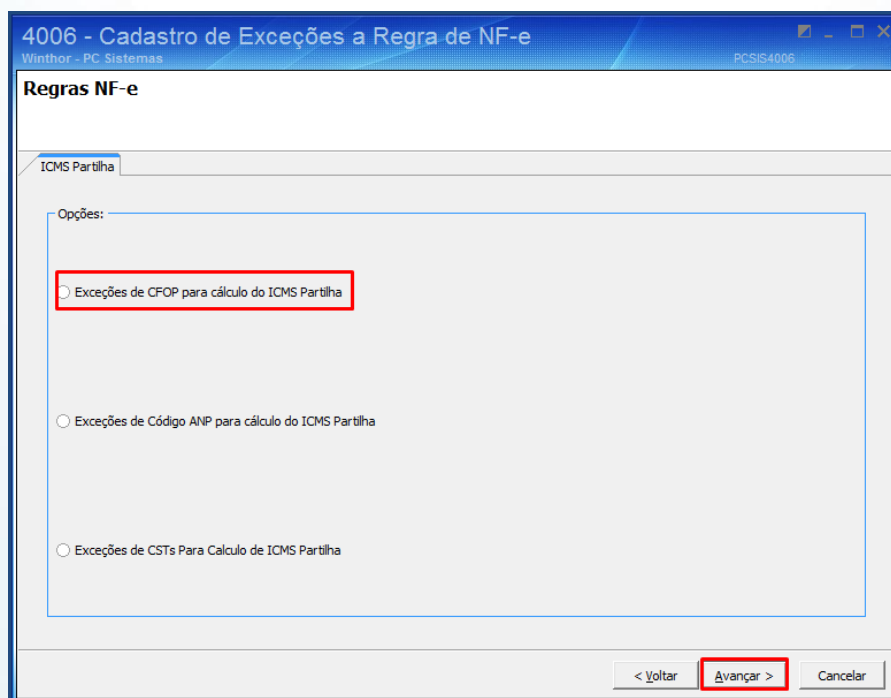 4006 - Cadastro de Exceções a Regra de NF-e
Winthor - PC Sistemas
PCSIS4006
Regras NF-e
ICMS Partilha
Opções:
Exceções de CFOP para cálculo do ICMS Partilha
Exceções de Código ANP para cálculo do ICMS Partilha
Exceções de CSTs Para Calculo de ICMS Partilha
< Voltar
Avançar >
Cancelar